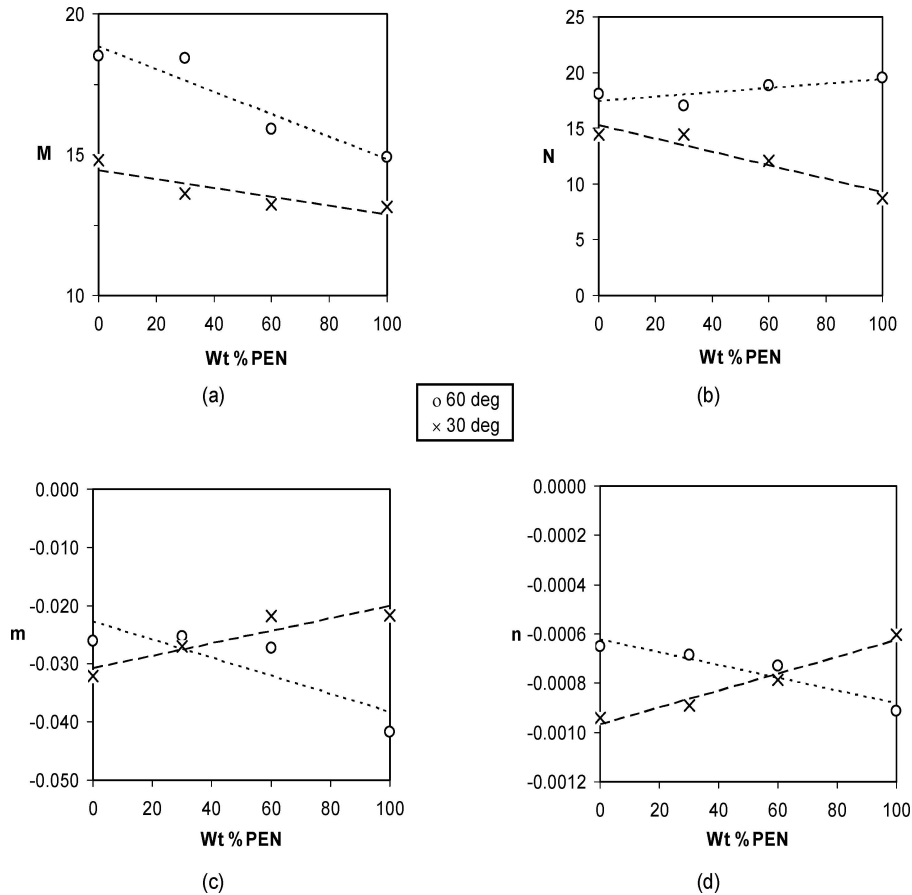 20
15
10
M
0 20 40 60 80 100
Wt % PEN
(a)
25
20
15
10
5
0
N
0 20 40 60 80 100
Wt % PEN
(b)
o 60 deg
× 30 deg
0.000
-0.010
-0.020
-0.030
-0.040
-0.050
m
0 20 40 60 80 100
Wt % PEN
(c)
0.0000
-0.0002
-0.0004
-0.0006
-0.0008
-0.0010
-0.0012
n
0 20 40 60 80 100
Wt % PEN
(d)